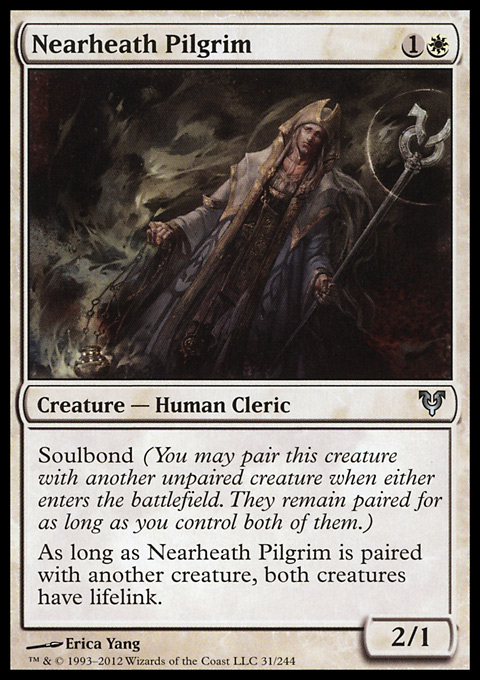 Nearheath Pilgrim 1
Creature — Human Cleric
Soulbond (You may pair this creature
with another unpaired creature when either
enters the battlefield. They remain paired for
as long as you control both of them.)
As long as Nearheath Pilgrim is paired
with another creature, both creatures
have lifelink.
Erica Yang
2/1
™ & © 1993–2012 Wizards of the Coast LLC 31/244